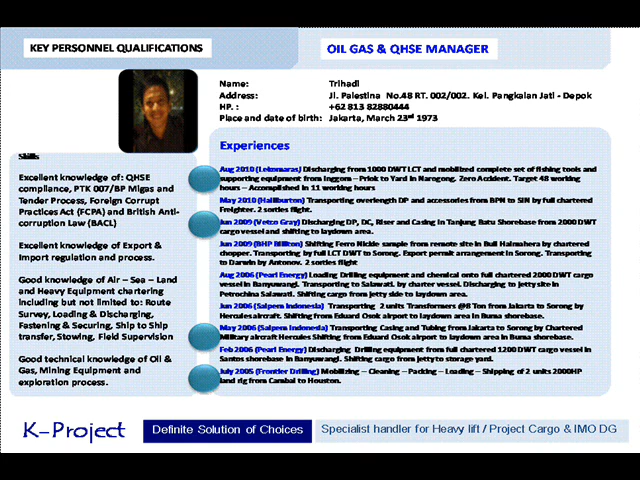 KEY PERSONNEL QUALIFICATIONS
OIL GAS & QHSE MANAGER
Name: Trihadi
Address: Jl. Palestina No.48 RT. 002/002. Kel. Pangkalan Jati - Depok
HP. : +62 813 82880444
Place and date of birth: Jakarta, March 23rd 1973
Skills
Excellent knowledge of: QHSE
compliance, PTK 007/BP Migas and
Tender Process, Foreign Corrupt
Practices Act (FCPA) and British Anti-
corruption Law (BACL)
Excellent knowledge of Export &
Import regulation and process.
Good knowledge of Air – Sea – Land
and Heavy Equipment chartering
including but not limited to: Route
Survey, Loading & Discharging,
Fastening & Securing, Ship to Ship
transfer, Stowing, Field Supervision
Good technical knowledge of Oil &
Gas, Mining Equipment and
exploration process.
Experiences
Aug 2010 (Lekomaras) Discharging from 1000 DWT LCT and mobilized complete set of fishing tools and
supporting equipment from Inggom – Priok to Yard in Narogong. Zero Accident. Target 48 working
hours – Accomplished in 11 working hours
May 2010 (Halliburton) Transporting overlength DP and accessories from BPN to SIN by full chartered
Freighter. 2 sorties flight.
Jun 2009 (Vetco Gray) Discharging DP, DC, Riser and Casing in Tanjung Batu Shorebase from 2000 DWT
cargo vessel and shifting to laydown area.
Jun 2009 (BHP Billiton) Shifting Ferro Nickle sample from remote site in Buli Halmahera by chartered
chopper. Transporting by full LCT DWT to Sorong. Export permit arrangement in Sorong. Transporting
to Darwin by Antonov. 2 sorties flight
Aug 2006 (Pearl Energy) Loading Drilling equipment and chemical onto full chartered 2000 DWT cargo
vessel in Banyuwangi. Transporting to Salawati. by charter vessel. Discharging to jetty site in
Petrochina Salawati. Shifting cargo from jetty side to laydown area.
Jun 2006 (Saipem Indonesia) Transporting 2 units Transformers @8 Ton from Jakarta to Sorong by
Hercules aircraft. Shifting from Eduard Osok airport to laydown area in Buma shorebase.
May 2006 (Saipem Indonesia) Transporting Casing and Tubing from Jakarta to Sorong by Chartered
Military aircraft Hercules Shifting from Eduard Osok airport to laydown area in Buma shorebase.
Feb 2006 (Pearl Energy) Discharging Drilling equipment from full chartered 1200 DWT cargo vessel in
Santos shorebase in Banyuwangi. Shifting cargo from jetty to storage yard.
July 2005 (Frontier Drilling) Mobilizing – Cleaning – Packing – Loading – Shipping of 2 units 2000HP
land rig from Cambai to Houston.
K-Project
Definite Solution of Choices
Specialist handler for Heavy lift / Project Cargo & IMO DG